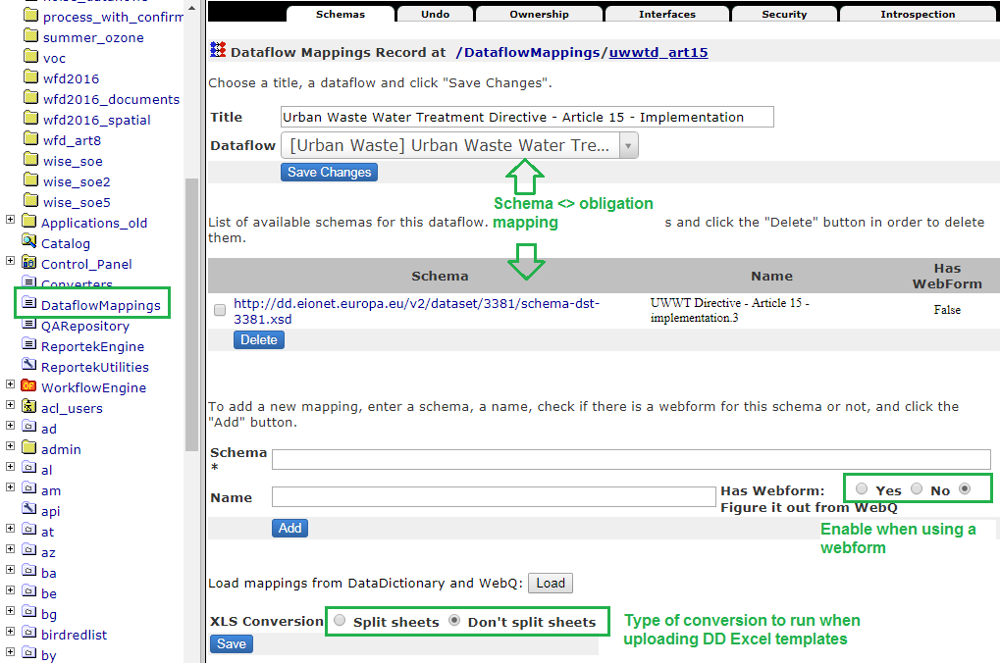 process_with_confirm
summer_ozone
voc
wfd2016
wfd2016_documents
wfd2016_spatial
wfd_art8
wise_soe
wise_soe2
wise_soe5
Applications_old
Catalog
Control_Panel
Converters
DataflowMappings
QARepository
ReportekEngine
ReportekUtilities
WorkflowEngine
acl_users
ad
admin
al
am
api
at
az
ba
be
bg
birdredlist
by
Schemas Undo Ownership Interfaces Security Introspection
Dataflow Mappings Record at /DataflowMappings/uwwtd_art15
Choose a title, a dataflow and click "Save Changes".
Title Urban Waste Water Treatment Directive - Article 15 - Implementation
Dataflow [Urban Waste] Urban Waste Water Tre...
Save Changes
Schema <> obligation
mapping
List of available schemas for this dataflow. s and click the "Delete" button in order to delete
them.
Schema Name Has
WebForm
http://dd.eionet.europa.eu/v2/dataset/3381/schema-dst-
3381.xsd
UWWT Directive - Article 15 -
implementation.3
False
Delete
To add a new mapping, enter a schema, a name, check if there is a webform for this schema or not, and click the
"Add" button.
Schema
*
Name Has Webform: Yes No
Figure it out from WebQ
Add
Enable when using a
webform
Load mappings from DataDictionary and WebQ: Load
XLS Conversion Split sheets Don't split sheets
Save
Type of conversion to run when
uploading DD Excel templates